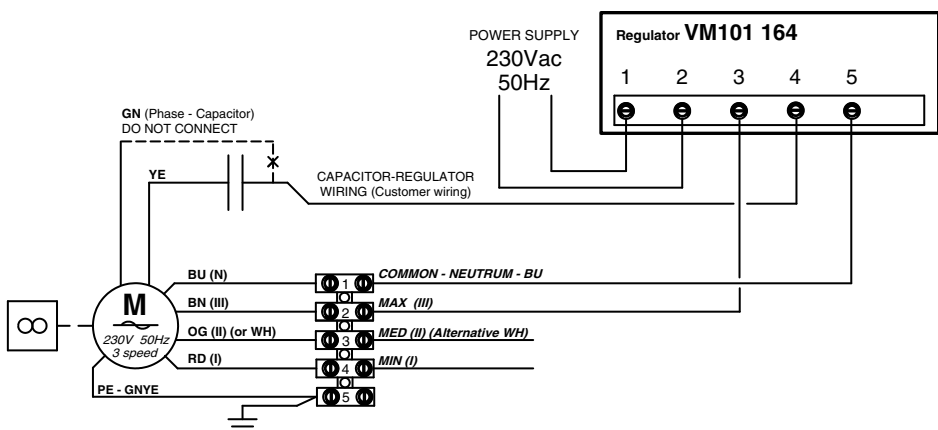 POWER SUPPLY
230Vac
50Hz
Regulator VM101 164
1 2 3 4 5
GN (Phase - Capacitor)
DO NOT CONNECT
YE
CAPACITOR-REGULATOR
WIRING (Customer wiring)
BU (N)
1
COMMON - NEUTRUM - BU
BN (III)
2
MAX (III)
OG (II) (or WH)
3
MED (II) (Alternative WH)
RD (I)
4
MIN (I)
PE - GNYE
5
M
230V 50Hz
3 speed